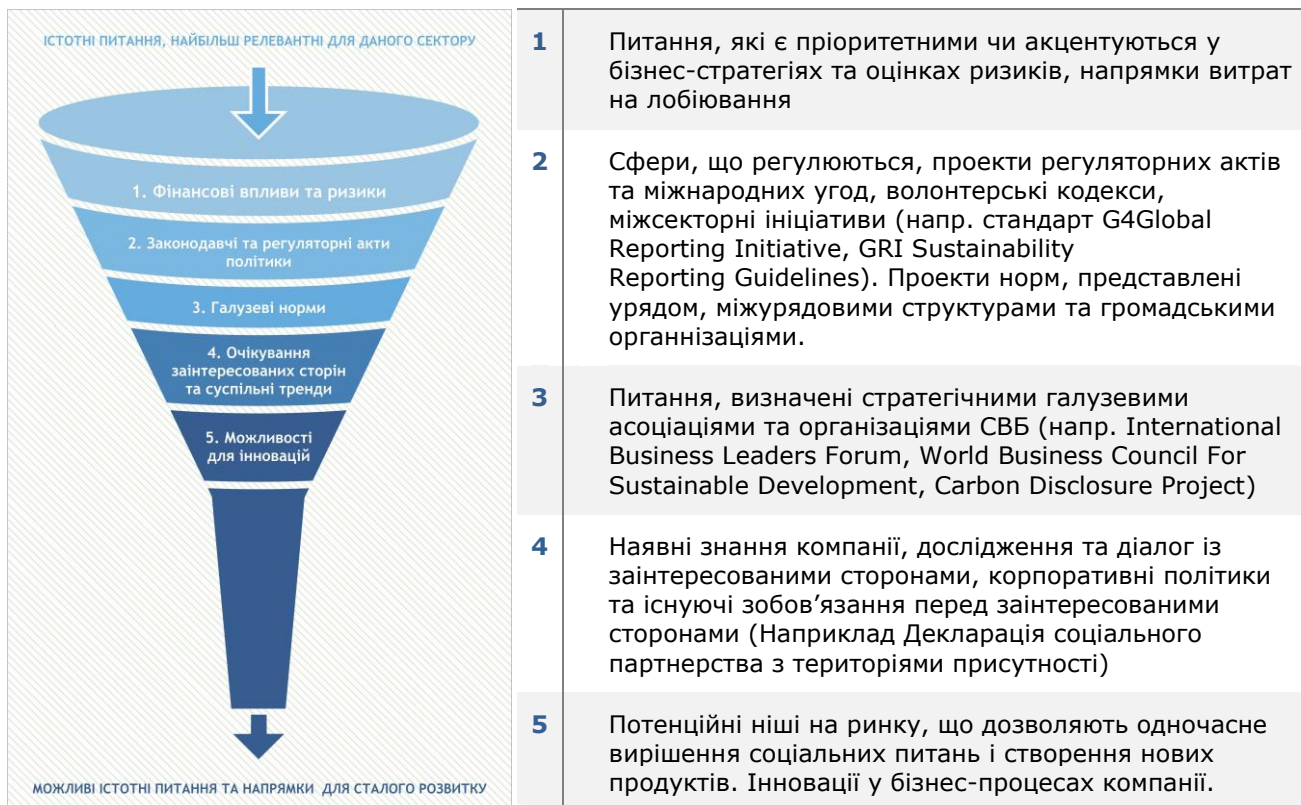 ІСТОТНІ ПИТАННЯ, НАЙБІЛЬШ РЕЛЕВАНТНІ ДЛЯ ДАНОГО СЕКТОРУ
1. Фінансові впливи та ризики
2. Законодавчі та регуляторні акти
політики
3. Галузеві норми
4. Очікування
заінтересованих сторін
та суспільні тренди
5. Можливості
для інновацій
МОЖЛИВІ ІСТОТНІ ПИТАННЯ ТА НАПРЯМКИ ДЛЯ СТАЛОГО РОЗВИТКУ
1 Питання, які є пріоритетними чи акцентуються у
бізнес-стратегіях та оцінках ризиків, напрямки витрат
на лобіювання
2 Сфери, що регулюються, проекти регуляторних актів
та міжнародних угод, волонтерські кодекси,
міжсекторні ініціативи (напр. стандарт G4Global
Reporting Initiative, GRI Sustainability
Reporting Guidelines). Проекти норм, представлені
урядом, міжурядовими структурами та громадськими
органнізаціями.
3 Питання, визначені стратегічними галузевими
асоціаціями та організаціями СВБ (напр. International
Business Leaders Forum, World Business Council For
Sustainable Development, Carbon Disclosure Project)
4 Наявні знання компанії, дослідження та діалог із
заінтересованими сторонами, корпоративні політики
та існуючі зобов’язання перед заінтересованими
сторонами (Наприклад Декларація соціального
партнерства з територіями присутності)
5 Потенційні ніші на ринку, що дозволяють одночасне
вирішення соціальних питань і створення нових
продуктів. Інновації у бізнес-процесах компанії.